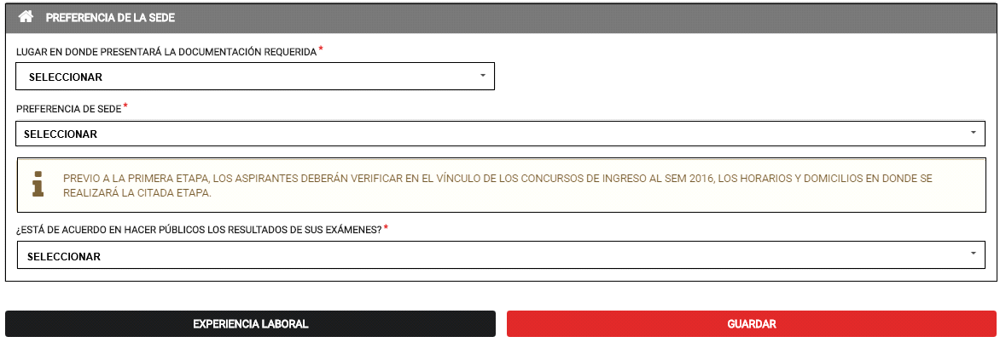 PREFERENCIA DE LA SEDE
LUGAR EN DONDE PRESENTARÁ LA DOCUMENTACIÓN REQUERIDA *
SELECCIONAR
PREFERENCIA DE SEDE *
SELECCIONAR
PREVIO A LA PRIMERA ETAPA, LOS ASPIRANTES DEBERÁN VERIFICAR EN EL VÍNCULO DE LOS CONCURSOS DE INGRESO AL SEM 2016, LOS HORARIOS Y DOMICILIOS EN DONDE SE
REALIZARÁ LA CITADA ETAPA.
¿ESTÁ DE ACUERDO EN HACER PÚBLICOS LOS RESULTADOS DE SUS EXÁMENES? *
SELECCIONAR
EXPERIENCIA LABORAL
GUARDAR